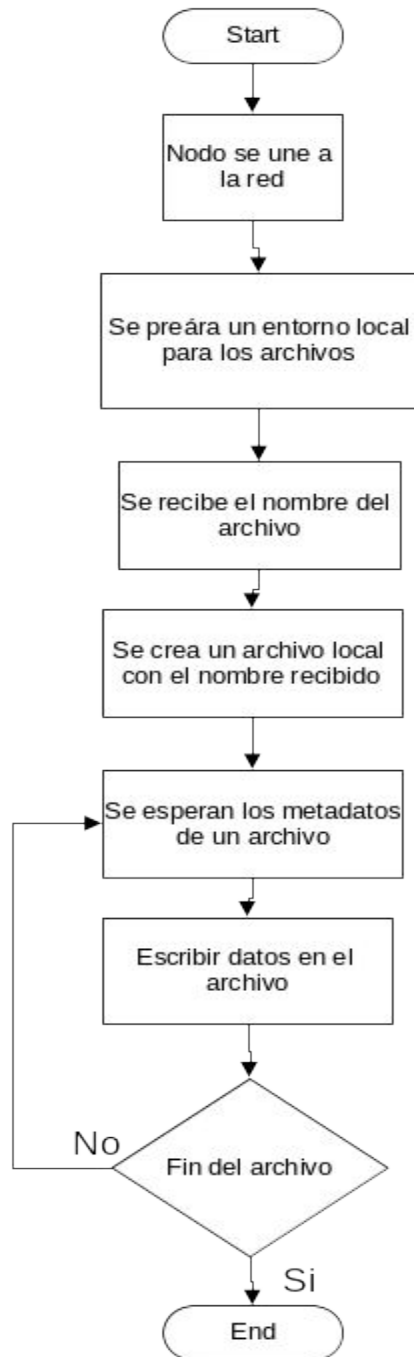 Start
Nodo se une a
la red
Se preára un entorno local
para los archivos
Se recibe el nombre del
archivo
Se crea un archivo local
con el nombre recibido
Se esperan los metadatos
de un archivo
Escribir datos en el
archivo
No
Fin del archivo
Si
End